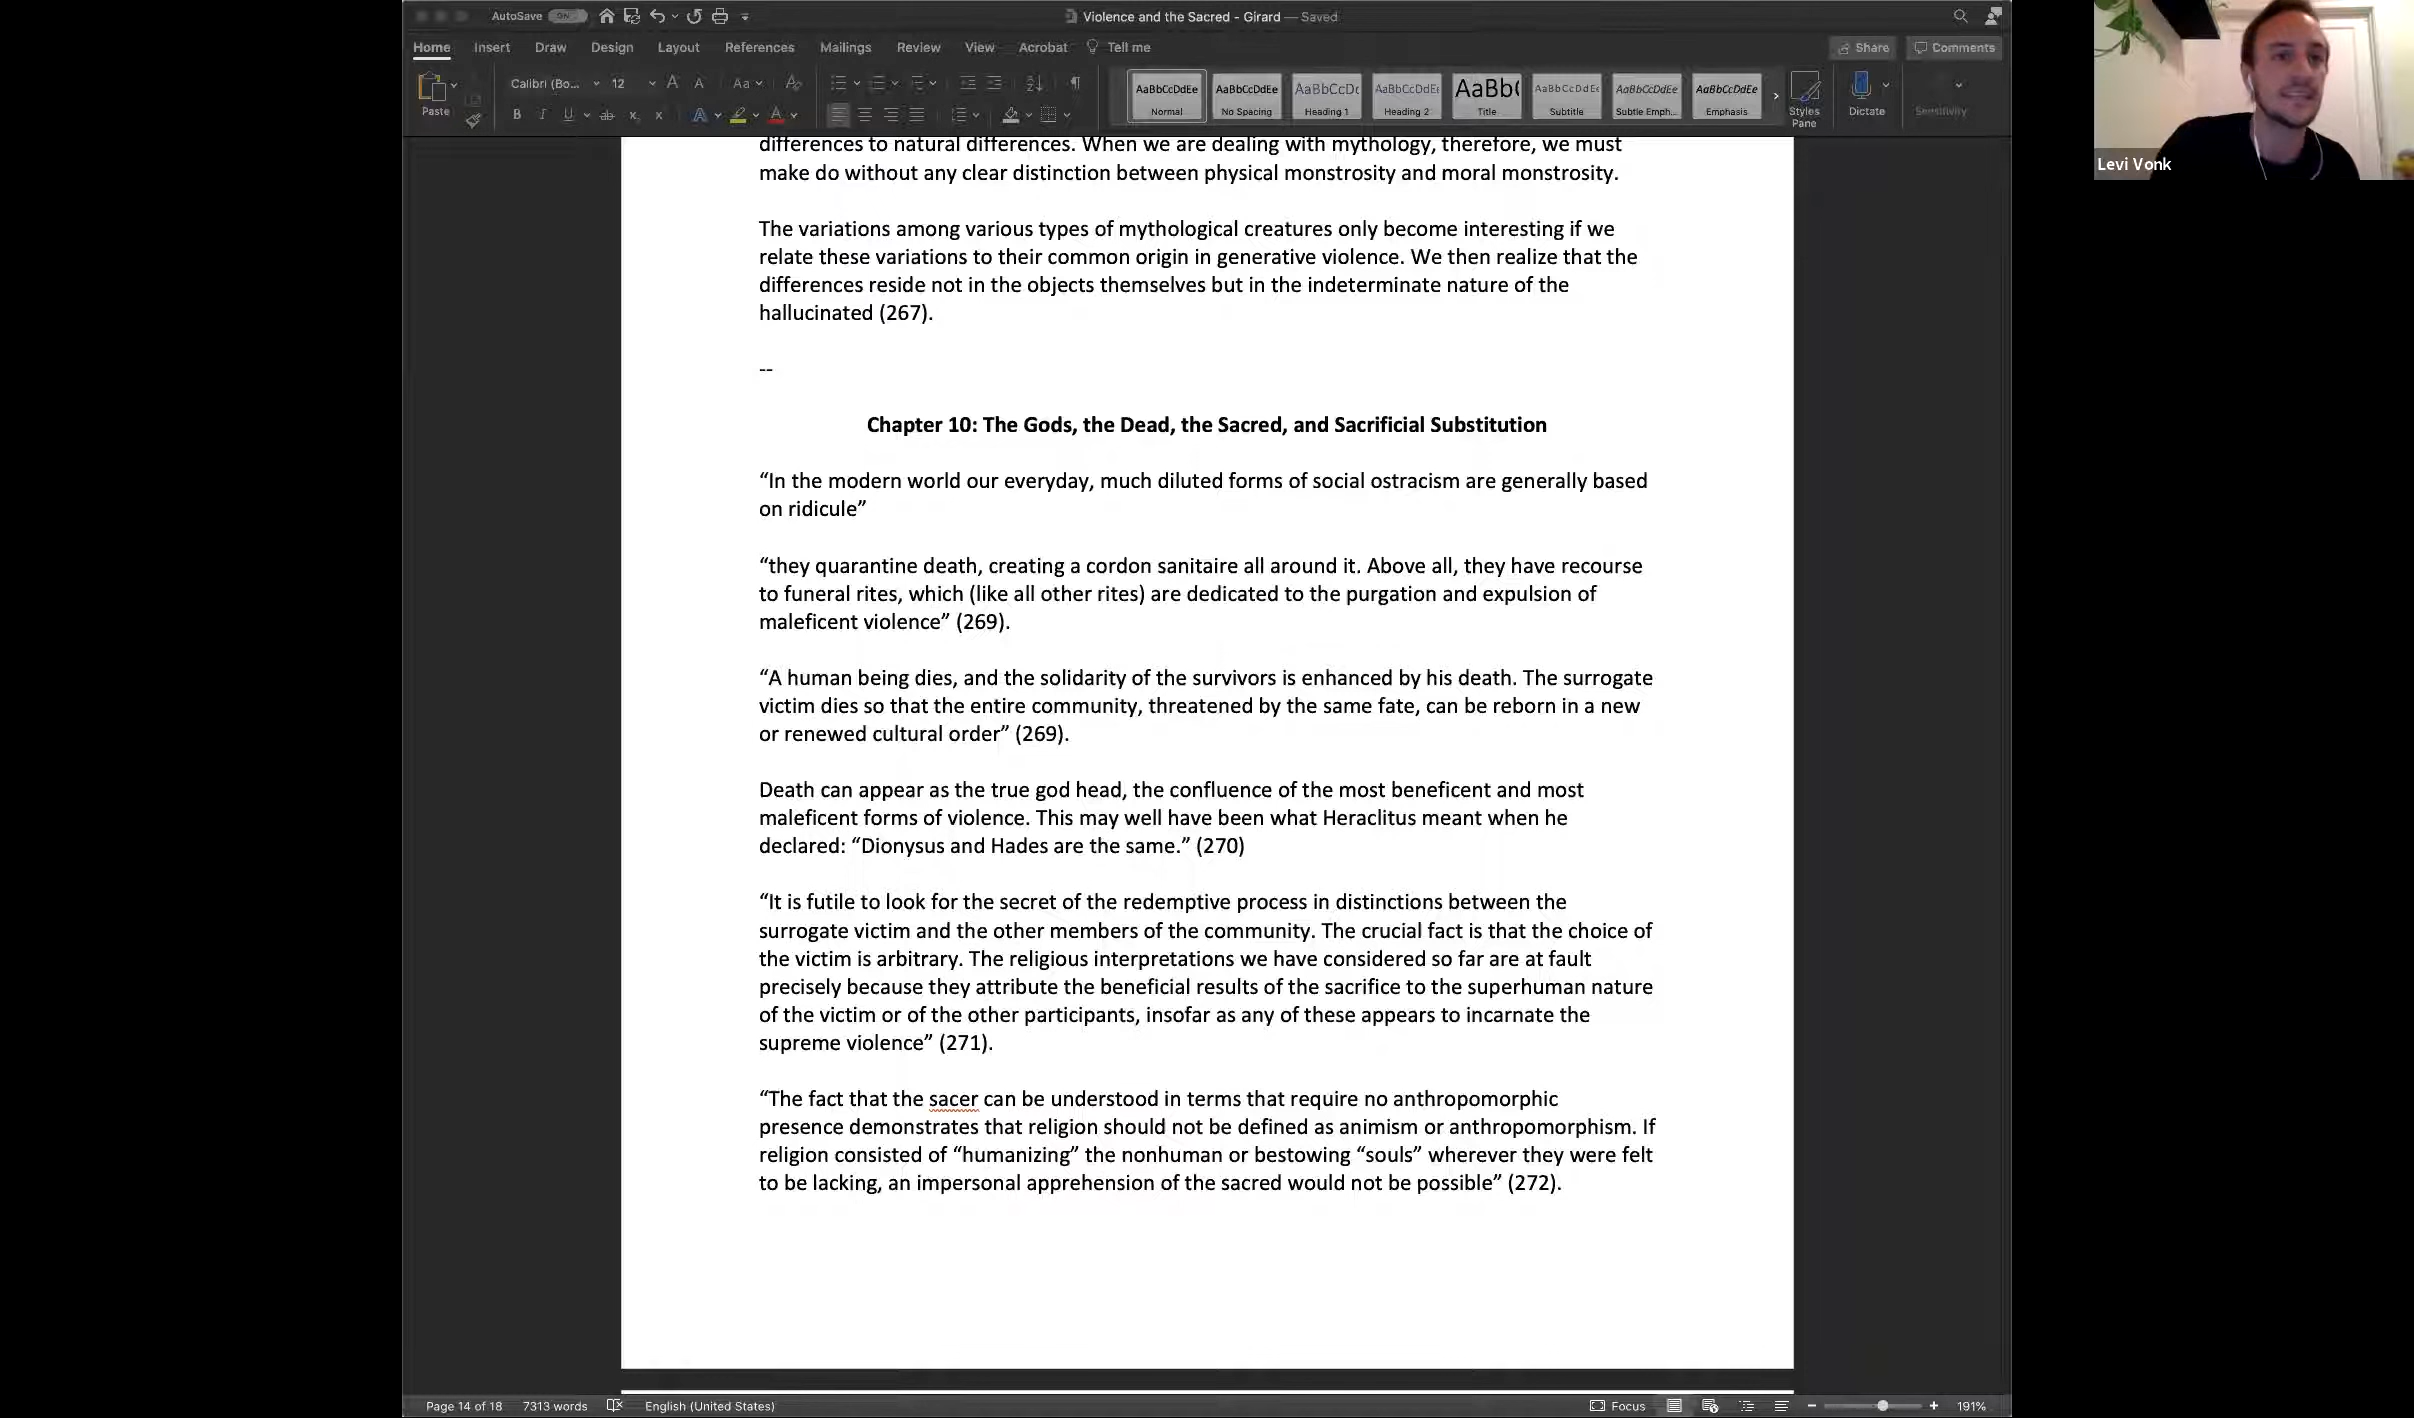 AutoSave ON Violence and the Sacred - Girard — Saved
Home Insert Draw Design Layout References Mailings Review View Acrobat Tell me Share Comments
Paste Calibri (Bo... 12 A A Aa
B I U ab x x A A
AaBbCcDdEe AaBbCcDdEe AaBbCcDc AaBbCcDdEe AaBb( AaBbCcDdEe AaBbCcDdEe AaBbCcDdEe
Normal No Spacing Heading 1 Heading 2 Title Subtitle Subtle Emph... Emphasis
Styles Pane Dictate Sensitivity
Levi Vonk
differences to natural differences. When we are dealing with mythology, therefore, we must
make do without any clear distinction between physical monstrosity and moral monstrosity.
The variations among various types of mythological creatures only become interesting if we
relate these variations to their common origin in generative violence. We then realize that the
differences reside not in the objects themselves but in the indeterminate nature of the
hallucinated (267).
--
Chapter 10: The Gods, the Dead, the Sacred, and Sacrificial Substitution
“In the modern world our everyday, much diluted forms of social ostracism are generally based
on ridicule”
“they quarantine death, creating a cordon sanitaire all around it. Above all, they have recourse
to funeral rites, which (like all other rites) are dedicated to the purgation and expulsion of
maleficent violence” (269).
“A human being dies, and the solidarity of the survivors is enhanced by his death. The surrogate
victim dies so that the entire community, threatened by the same fate, can be reborn in a new
or renewed cultural order” (269).
Death can appear as the true god head, the confluence of the most beneficent and most
maleficent forms of violence. This may well have been what Heraclitus meant when he
declared: “Dionysus and Hades are the same.” (270)
“It is futile to look for the secret of the redemptive process in distinctions between the
surrogate victim and the other members of the community. The crucial fact is that the choice of
the victim is arbitrary. The religious interpretations we have considered so far are at fault
precisely because they attribute the beneficial results of the sacrifice to the superhuman nature
of the victim or of the other participants, insofar as any of these appears to incarnate the
supreme violence” (271).
“The fact that the sacer can be understood in terms that require no anthropomorphic
presence demonstrates that religion should not be defined as animism or anthropomorphism. If
religion consisted of “humanizing” the nonhuman or bestowing “souls” wherever they were felt
to be lacking, an impersonal apprehension of the sacred would not be possible” (272).
Page 14 of 18 7313 words English (United States) Focus 191%